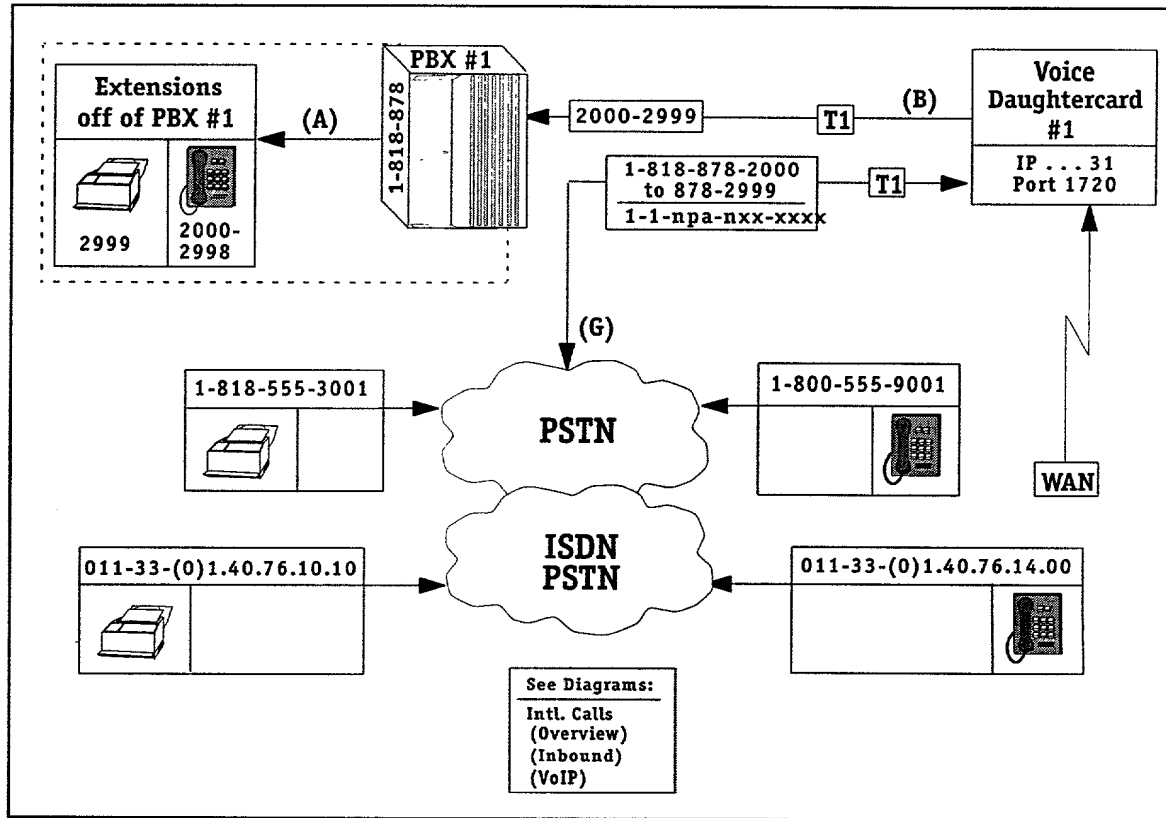 Extensions
off of PBX #1
2999
2000-
2998
(A)
PBX #1
1-818-878
2000-2999
T1
(B)
Voice
Daughtercard
#1
IP . . . 31
Port 1720
1-818-878-2000
to 878-2999
1-1-npa-nxx-xxxx
T1
(G)
1-818-555-3001
PSTN
1-800-555-9001
WAN
011-33-(0)1.40.76.10.10
ISDN
PSTN
011-33-(0)1.40.76.14.00
See Diagrams:
Intl. Calls
(Overview)
(Inbound)
(VoIP)